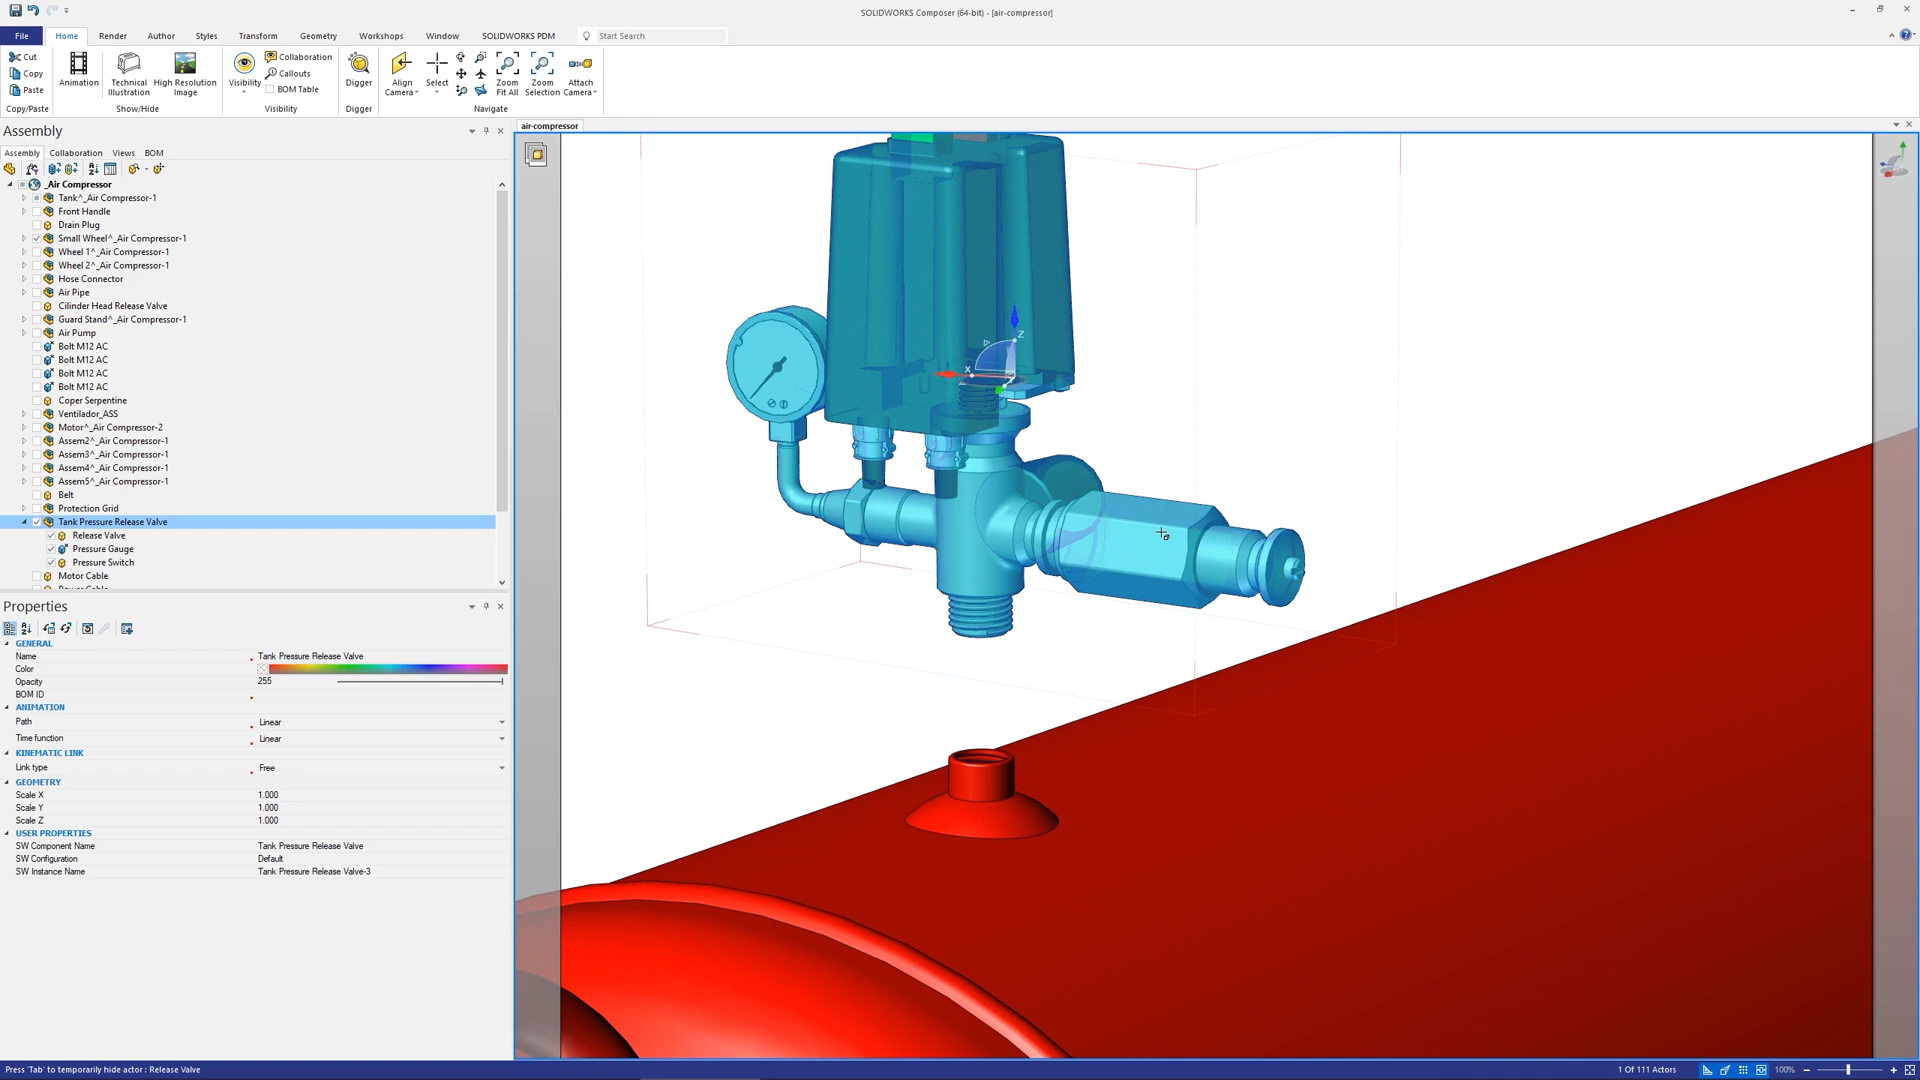 SOLIDWORKS Composer (64-bit) - [air-compressor]
File Home Render Author Styles Transform Geometry Workshops Window SOLIDWORKS PDM Start Search
Cut
Copy
Paste
Copy/Paste
Animation
Technical Illustration
High Resolution Image
Show/Hide
Visibility
Collaboration
Callouts
BOM Table
Visibility
Digger
Digger
Align Camera
Select
Zoom Fit All
Zoom Selection
Attach Camera
Navigate
Assembly
air-compressor
Assembly Collaboration Views BOM
_Air Compressor
Tank^_Air Compressor-1
Front Handle
Drain Plug
Small Wheel^_Air Compressor-1
Wheel 1^_Air Compressor-1
Wheel 2^_Air Compressor-1
Hose Connector
Air Pipe
Cilinder Head Release Valve
Guard Stand^_Air Compressor-1
Air Pump
Bolt M12 AC
Bolt M12 AC
Bolt M12 AC
Bolt M12 AC
Coper Serpentine
Ventilador_ASS
Motor^_Air Compressor-2
Assem2^_Air Compressor-1
Assem3^_Air Compressor-1
Assem4^_Air Compressor-1
Assem5^_Air Compressor-1
Belt
Protection Grid
Tank Pressure Release Valve
Release Valve
Pressure Gauge
Pressure Switch
Motor Cable
Properties
GENERAL
Name Tank Pressure Release Valve
Color
Opacity 255
BOM ID
ANIMATION
Path Linear
Time function Linear
KINEMATIC LINK
Link type Free
GEOMETRY
Scale X 1.000
Scale Y 1.000
Scale Z 1.000
USER PROPERTIES
SW Component Name Tank Pressure Release Valve
SW Configuration Default
SW Instance Name Tank Pressure Release Valve-3
Z
X
Press 'Tab' to temporarily hide actor : Release Valve
1 Of 111 Actors
100%